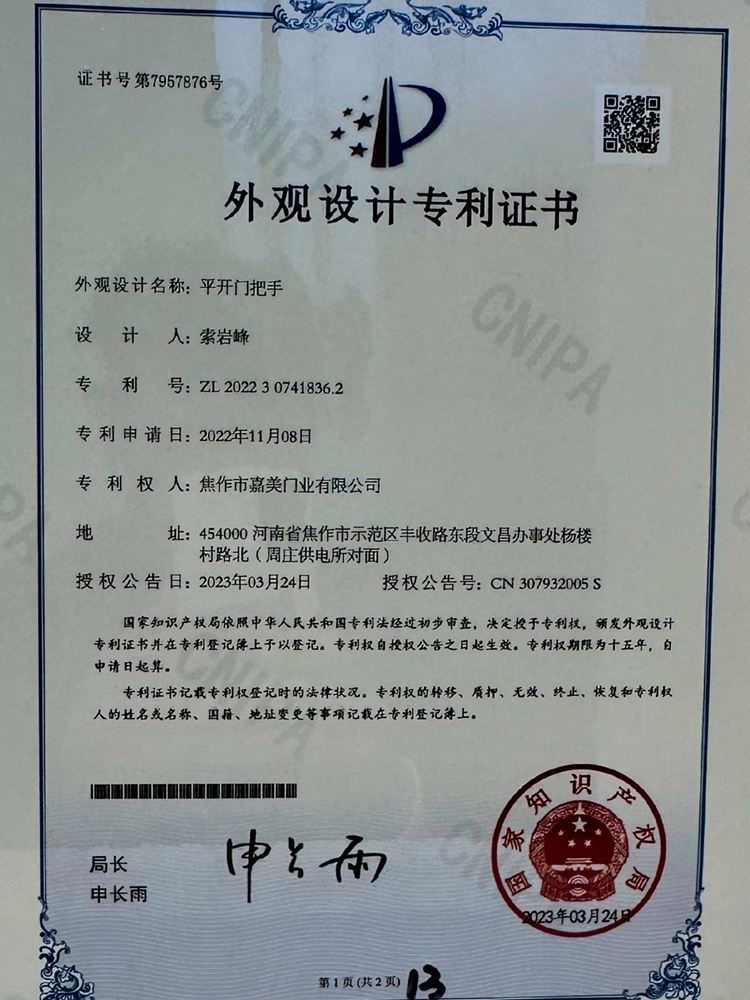 证书号第7957876号
外观设计专利证书
外观设计名称：平开门把手
设计人：索岩峰
专利号：ZL 2022 3 0741836.2
专利申请日：2022年11月08日
专利权人：焦作市嘉美门业有限公司
地址：454000 河南省焦作市示范区丰收路东段文昌办事处杨楼
村路北（周庄供电所对面）
授权公告日：2023年03月24日 授权公告号：CN 307932005 S
国家知识产权局依照中华人民共和国专利法经过初步审查，决定授予专利权，颁发外观设计
专利证书并在专利登记簿上予以登记。专利权自授权公告之日起生效。专利权期限为十五年，自
申请日起算。
专利证书记载专利权登记时的法律状况。专利权的转移、质押、无效、终止、恢复和专利权
人的姓名或名称、国籍、地址变更等事项记载在专利登记簿上。
局长
申长雨
申长雨
国家知识产权局
2023年03月24日
第1页(共2页)
13
CNIPA
CNIPA
CNIPA